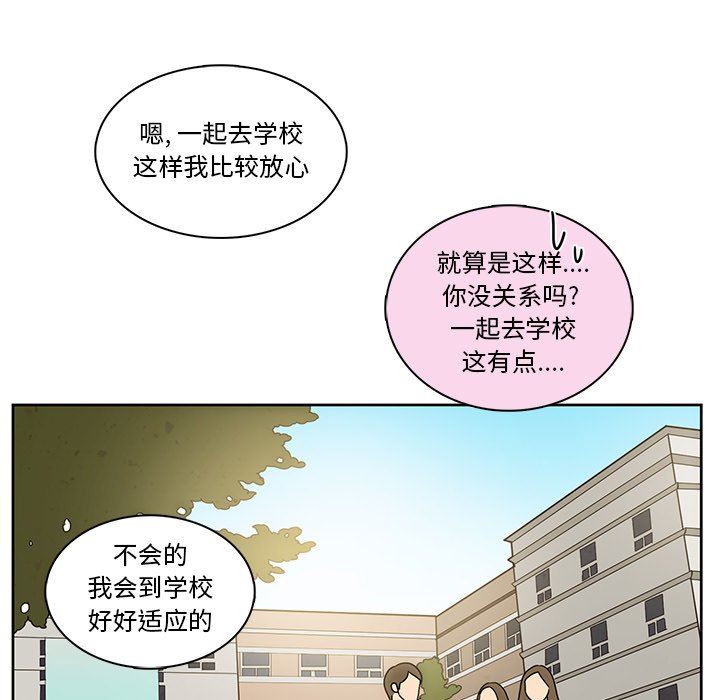 嗯, 一起去学校
这样我比较放心
就算是这样....
你没关系吗?
一起去学校
这有点....
不会的
我会到学校
好好适应的